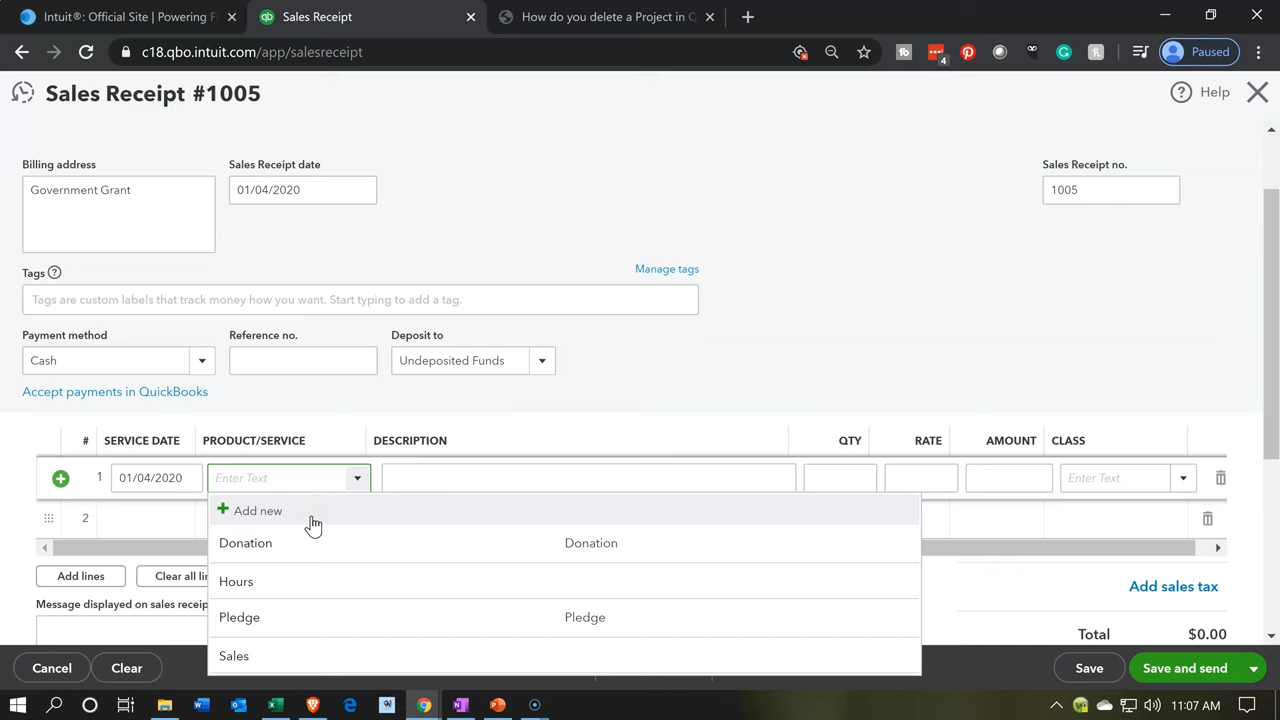 Intuit®: Official Site | Powering Fi
Sales Receipt
How do you delete a Project in Q
c18.qbo.intuit.com/app/salesreceipt
4
Paused
Sales Receipt #1005
Help
Billing address
Sales Receipt date
Sales Receipt no.
Government Grant
01/04/2020
1005
Tags
Manage tags
Tags are custom labels that track money how you want. Start typing to add a tag.
Payment method
Reference no.
Deposit to
Cash
Undeposited Funds
Accept payments in QuickBooks
# SERVICE DATE PRODUCT/SERVICE DESCRIPTION QTY RATE AMOUNT CLASS
1 01/04/2020 Enter Text Enter Text
Add new
2
Donation Donation
Hours
Pledge Pledge
Sales
Add lines
Clear all lin
Add sales tax
Message displayed on sales receip
Total $0.00
Cancel
Clear
Save
Save and send
11:07 AM